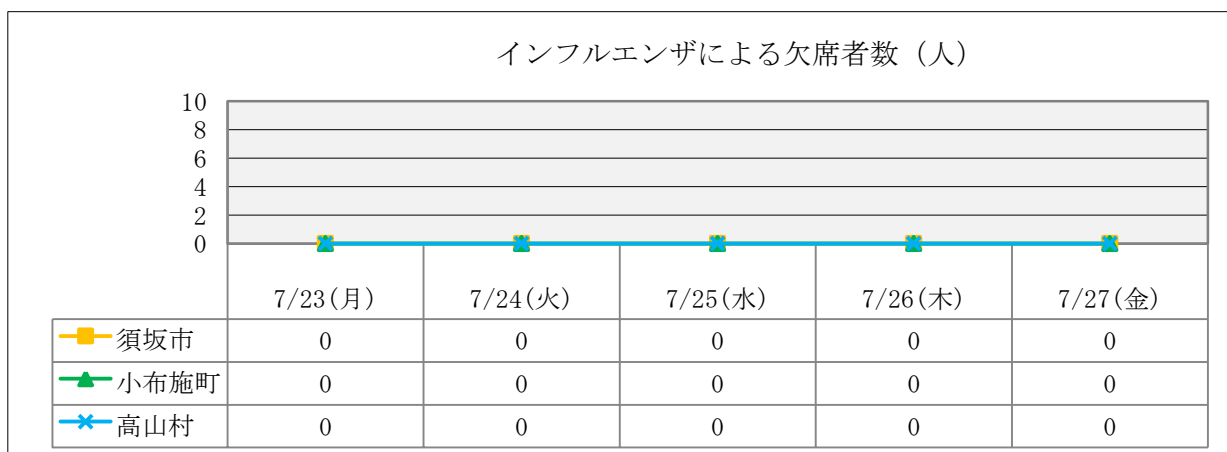 インフルエンザによる欠席者数（人）
10
8
6
4
2
0
7/23(月) 7/24(火) 7/25(水) 7/26(木) 7/27(金)
須坂市 0 0 0 0 0
小布施町 0 0 0 0 0
高山村 0 0 0 0 0